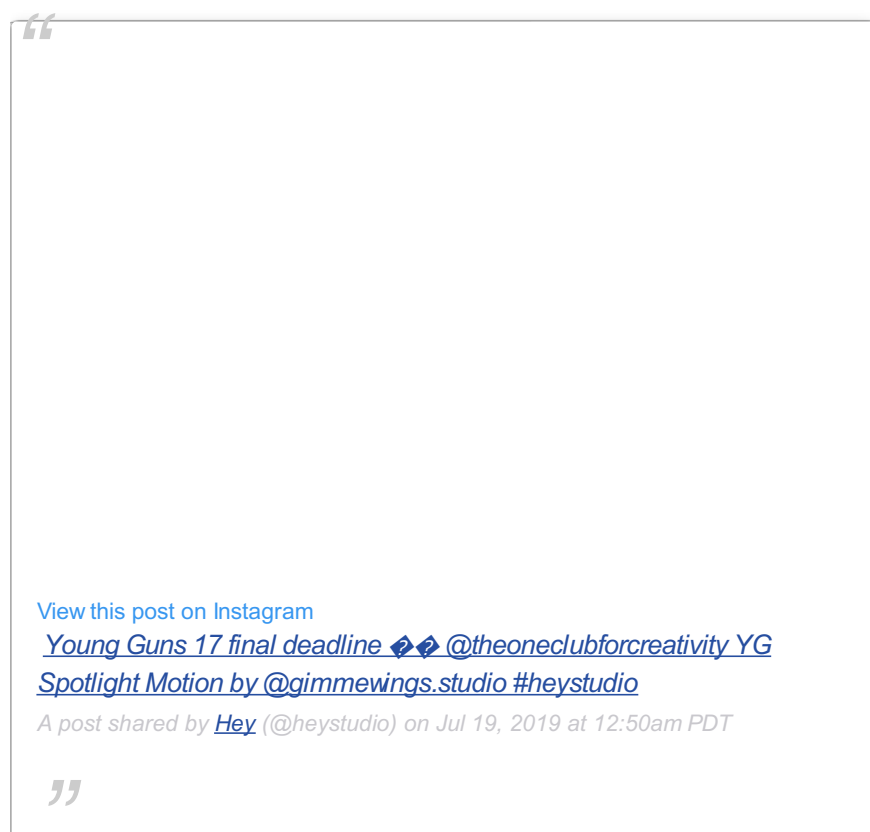 “
View this post on Instagram
Young Guns 17 final deadline �� @theoneclubforcreativity YG
Spotlight Motion by @gimmewings.studio #heystudio
A post shared by Hey (@heystudio) on Jul 19, 2019 at 12:50am PDT
”